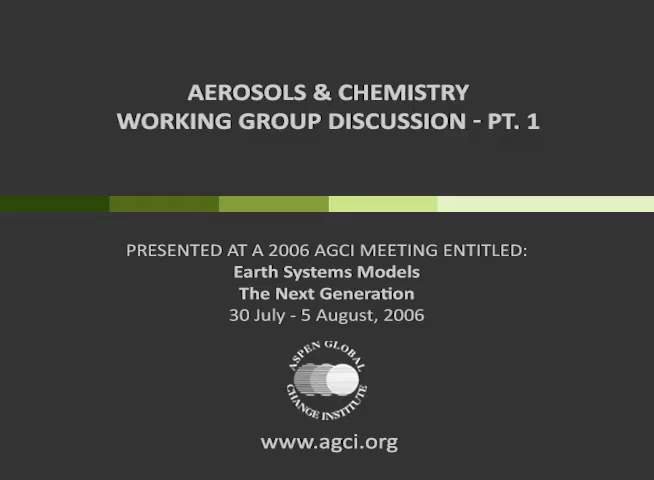 AEROSOLS & CHEMISTRY
WORKING GROUP DISCUSSION - PT. 1
PRESENTED AT A 2006 AGCI MEETING ENTITLED:
Earth Systems Models
The Next Generation
30 July - 5 August, 2006
ASPEN GLOBAL
CHANGE INSTITUTE
www.agci.org